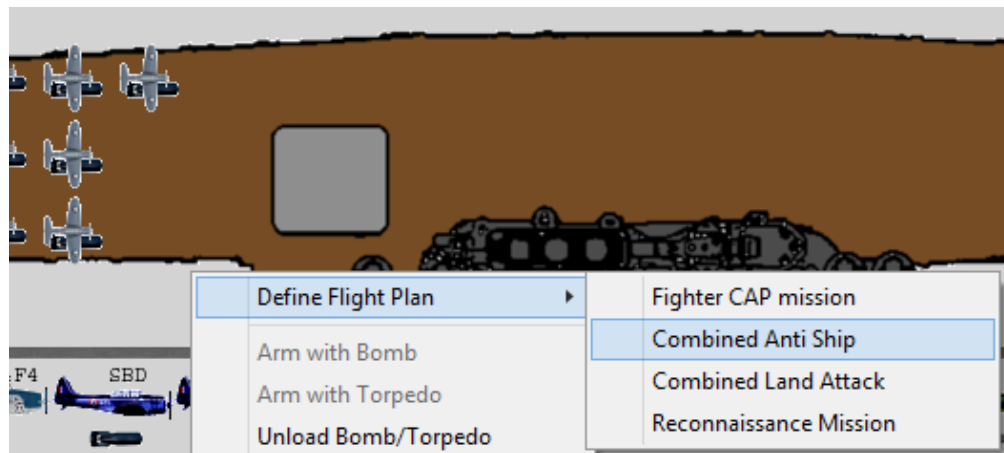 Define Flight Plan
Fighter CAP mission
Combined Anti Ship
Arm with Bomb
Combined Land Attack
Arm with Torpedo
Reconnaissance Mission
Unload Bomb/Torpedo
F4 SBD